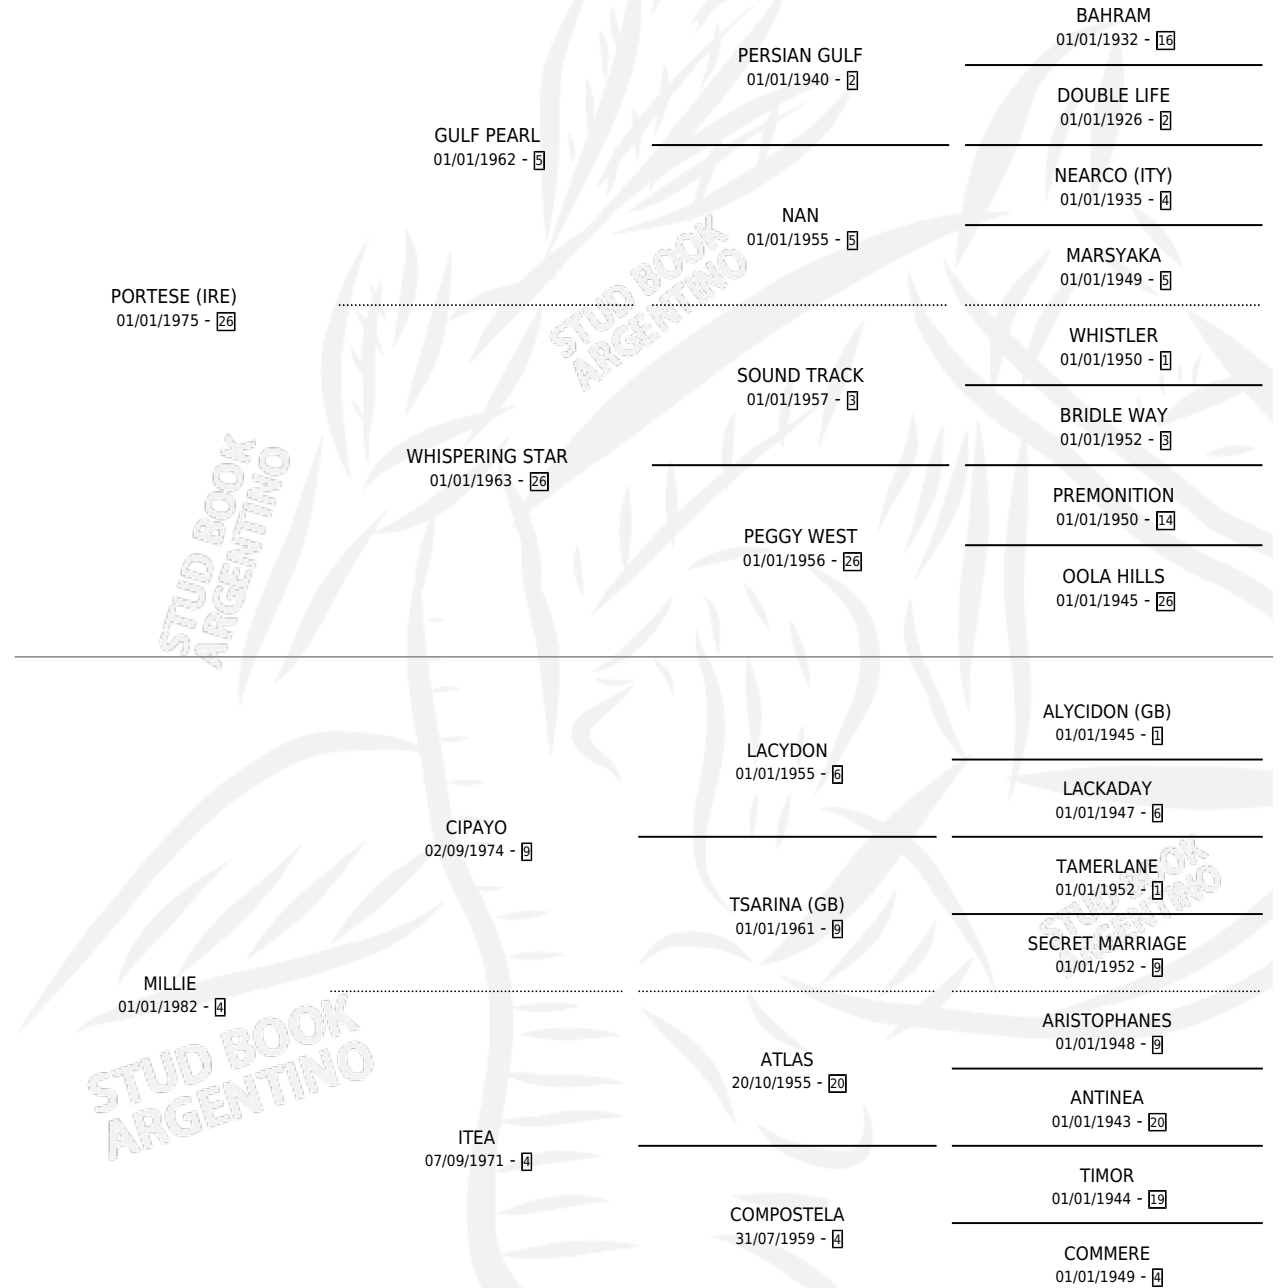 BAHRAM
01/01/1932 - 16
PERSIAN GULF
01/01/1940 - 2
DOUBLE LIFE
01/01/1926 - 2
GULF PEARL
01/01/1962 - 5
NEARCO (ITY)
01/01/1935 - 4
NAN
01/01/1955 - 5
MARSYAKA
01/01/1949 - 5
PORTESE (IRE)
01/01/1975 - 26
WHISTLER
01/01/1950 - 1
SOUND TRACK
01/01/1957 - 3
BRIDLE WAY
01/01/1952 - 3
WHISPERING STAR
01/01/1963 - 26
PREMONITION
01/01/1950 - 14
PEGGY WEST
01/01/1956 - 26
OOLA HILLS
01/01/1945 - 26
ALYCIDON (GB)
01/01/1945 - 1
LACYDON
01/01/1955 - 6
LACKADAY
01/01/1947 - 6
CIPAYO
02/09/1974 - 9
TAMERLANE
01/01/1952 - 1
TSARINA (GB)
01/01/1961 - 9
SECRET MARRIAGE
01/01/1952 - 9
MILLIE
01/01/1982 - 4
ARISTOPHANES
01/01/1948 - 9
ATLAS
20/10/1955 - 20
ANTINEA
01/01/1943 - 20
ITEA
07/09/1971 - 4
TIMOR
01/01/1944 - 19
COMPOSTELA
31/07/1959 - 4
COMMERE
01/01/1949 - 4
STUD BOOK
ARGENTINO
STUD BOOK
ARGENTINO
STUD BOOK
ARGENTINO
STUD BOOK
ARGENTINO